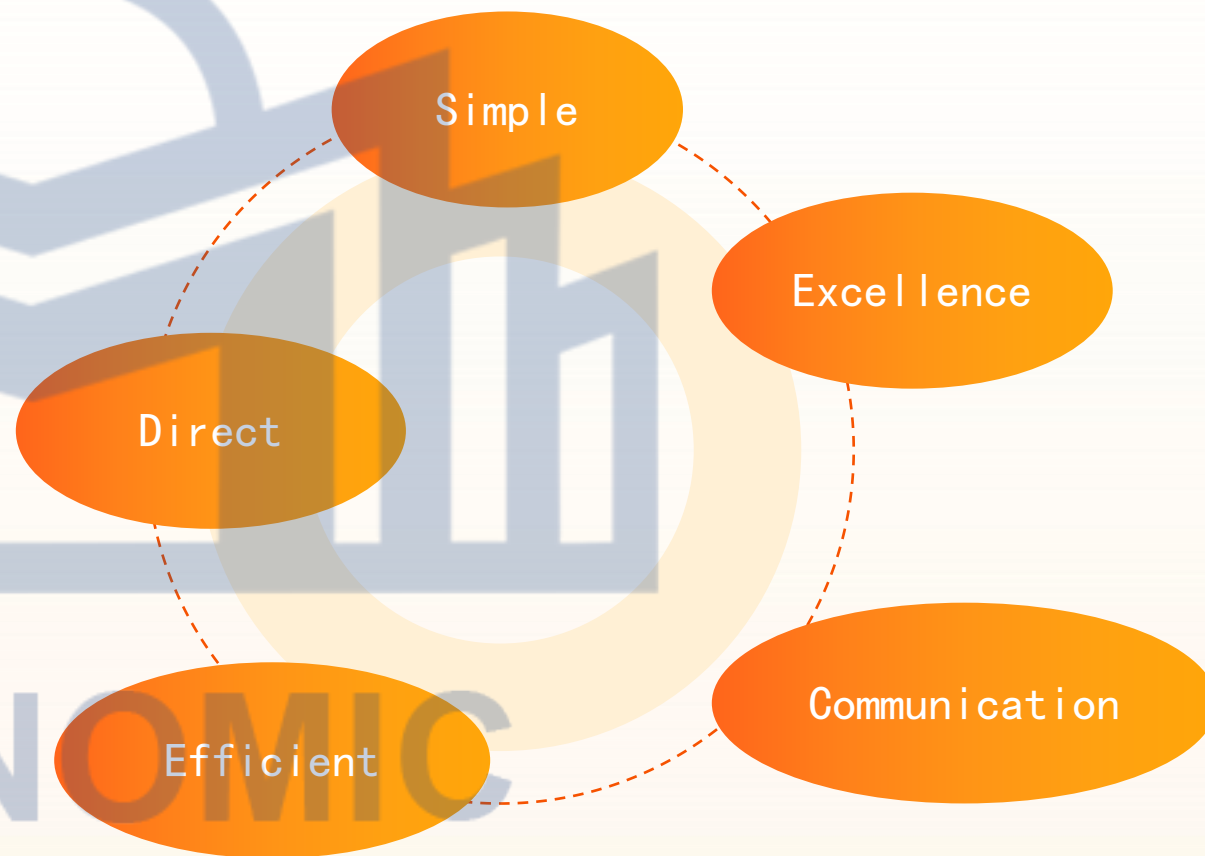 Simple
Excellence
Direct
Communication
Efficient
NOMIC